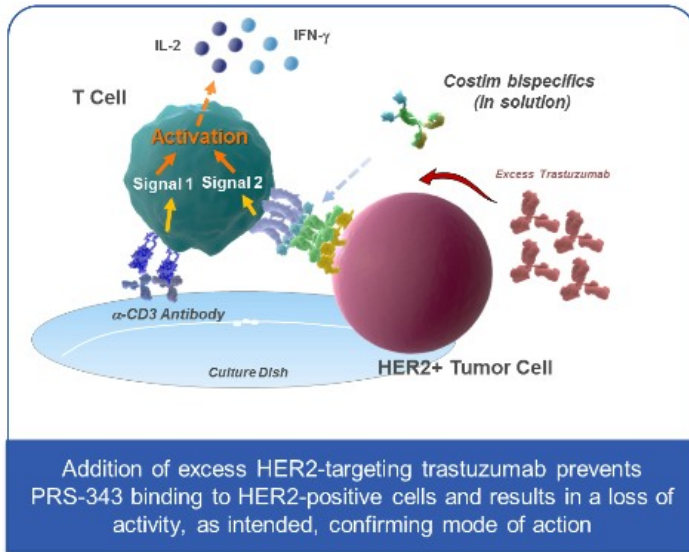 IL-2
IFN-γ
T Cell
Costim bispecifics
(in solution)
Activation
Signal 1
Signal 2
Excess Trastuzumab
α-CD3 Antibody
Culture Dish
HER2+ Tumor Cell
Addition of excess HER2-targeting trastuzumab prevents
PRS-343 binding to HER2-positive cells and results in a loss of
activity, as intended, confirming mode of action